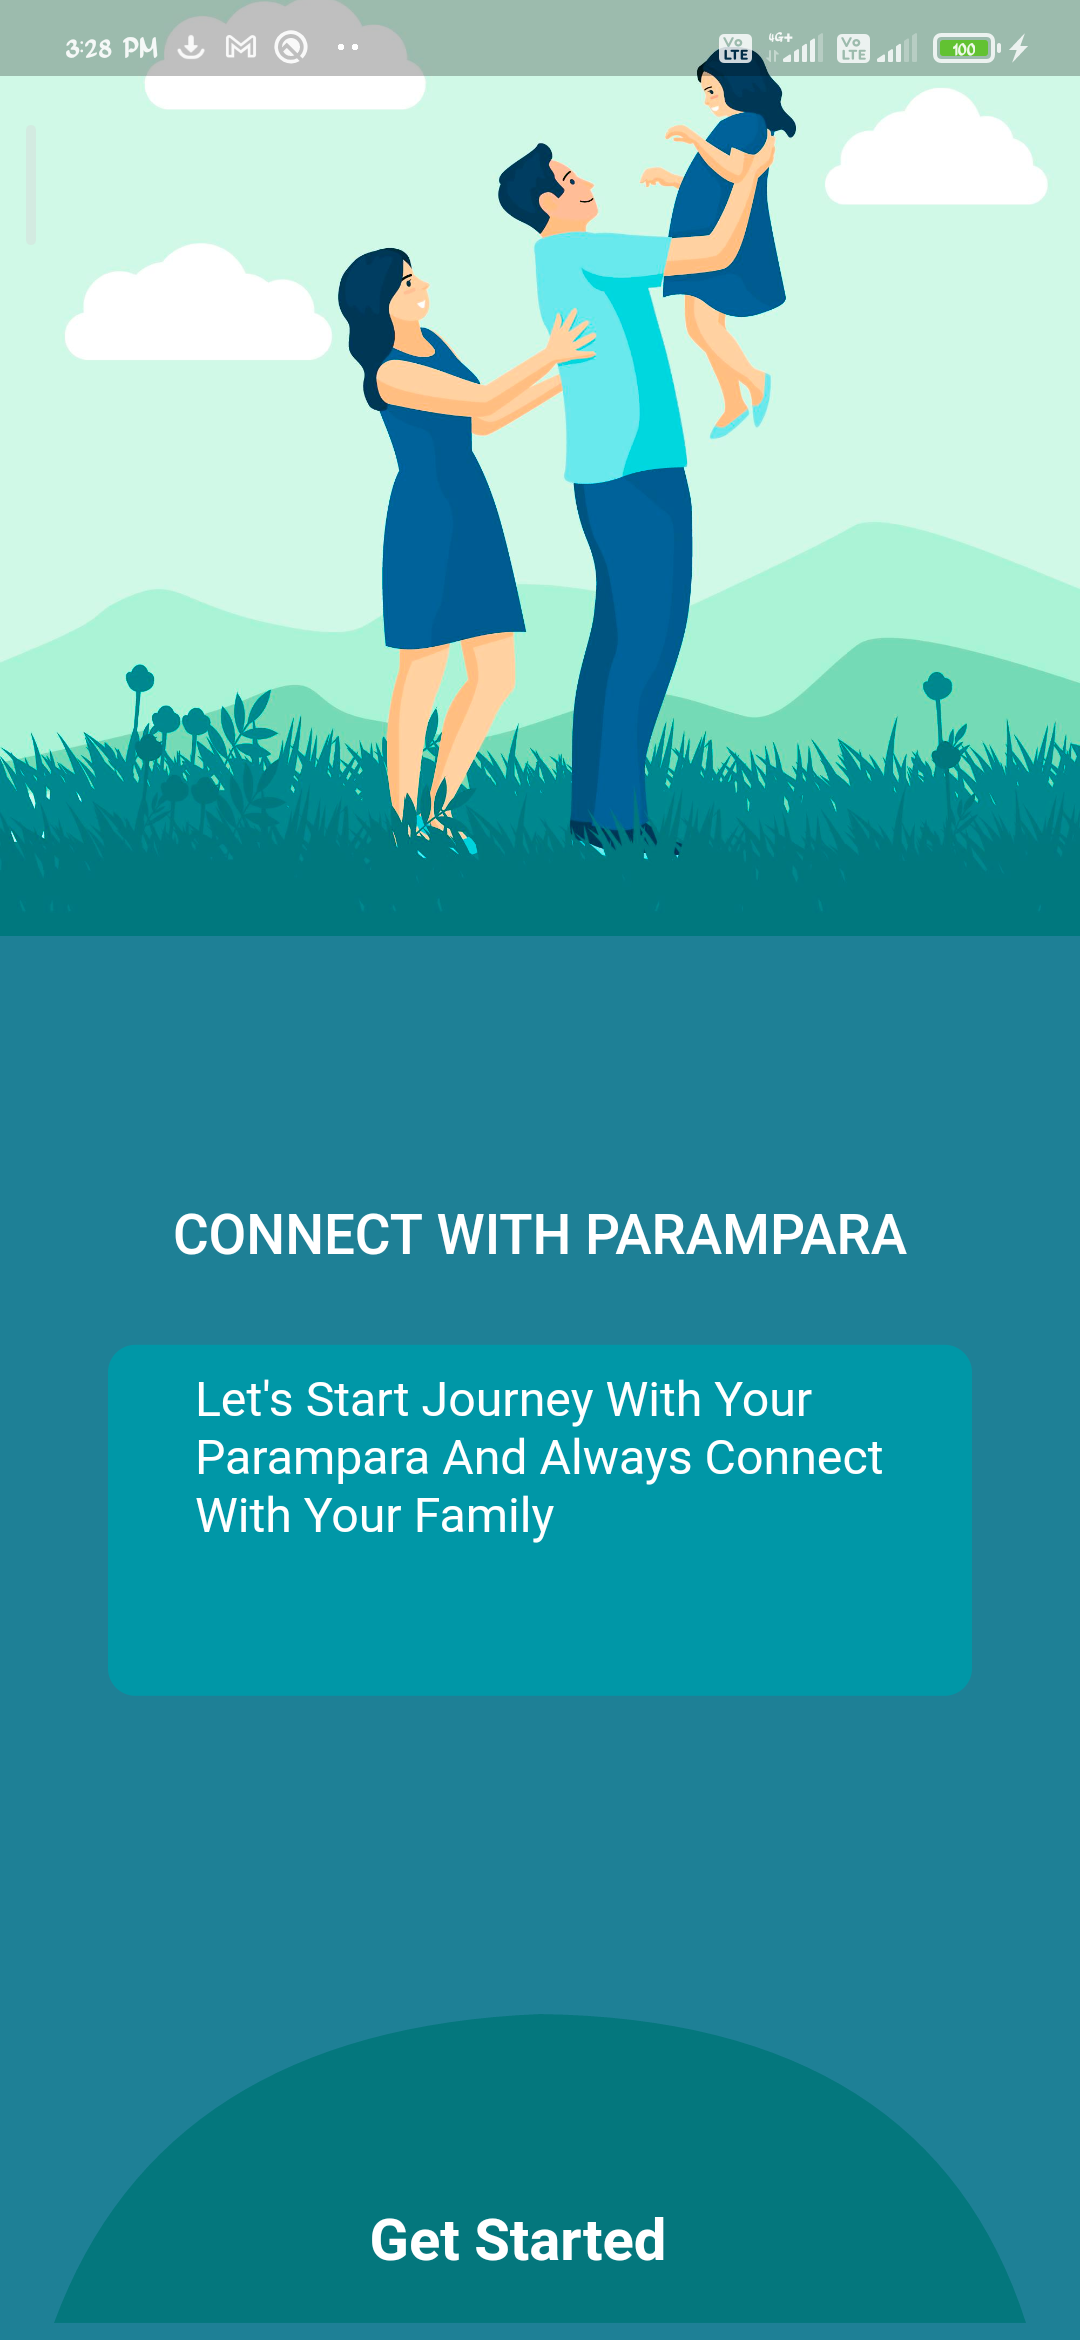 3:28 PM
Vo LTE 4G+ Vo LTE 100
CONNECT WITH PARAMPARA
Let's Start Journey With Your
Parampara And Always Connect
With Your Family
Get Started